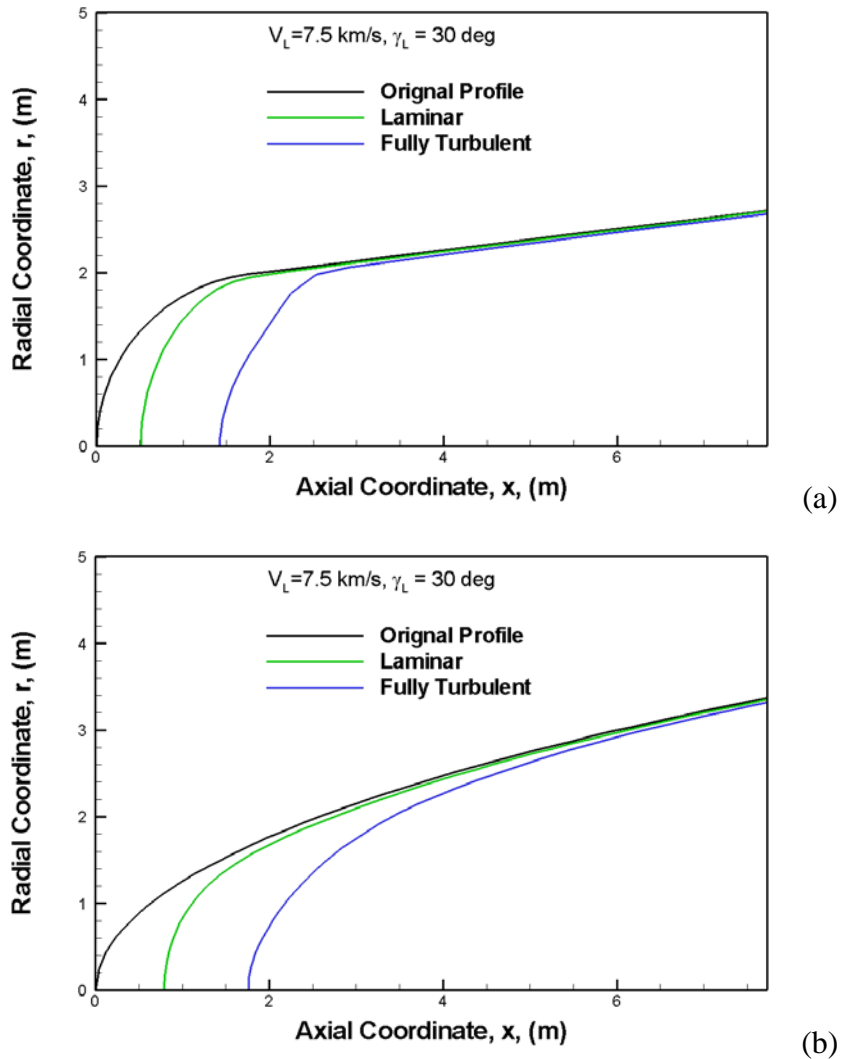 5
V_L=7.5 km/s, γ_L = 30 deg
Orignal Profile
4
Laminar
Fully Turbulent
3
2
1
0
Radial Coordinate, r, (m)
0 2 4 6
Axial Coordinate, x, (m)
(a)
5
V_L=7.5 km/s, γ_L = 30 deg
Orignal Profile
4
Laminar
Fully Turbulent
3
2
1
0
Radial Coordinate, r, (m)
0 2 4 6
Axial Coordinate, x, (m)
(b)